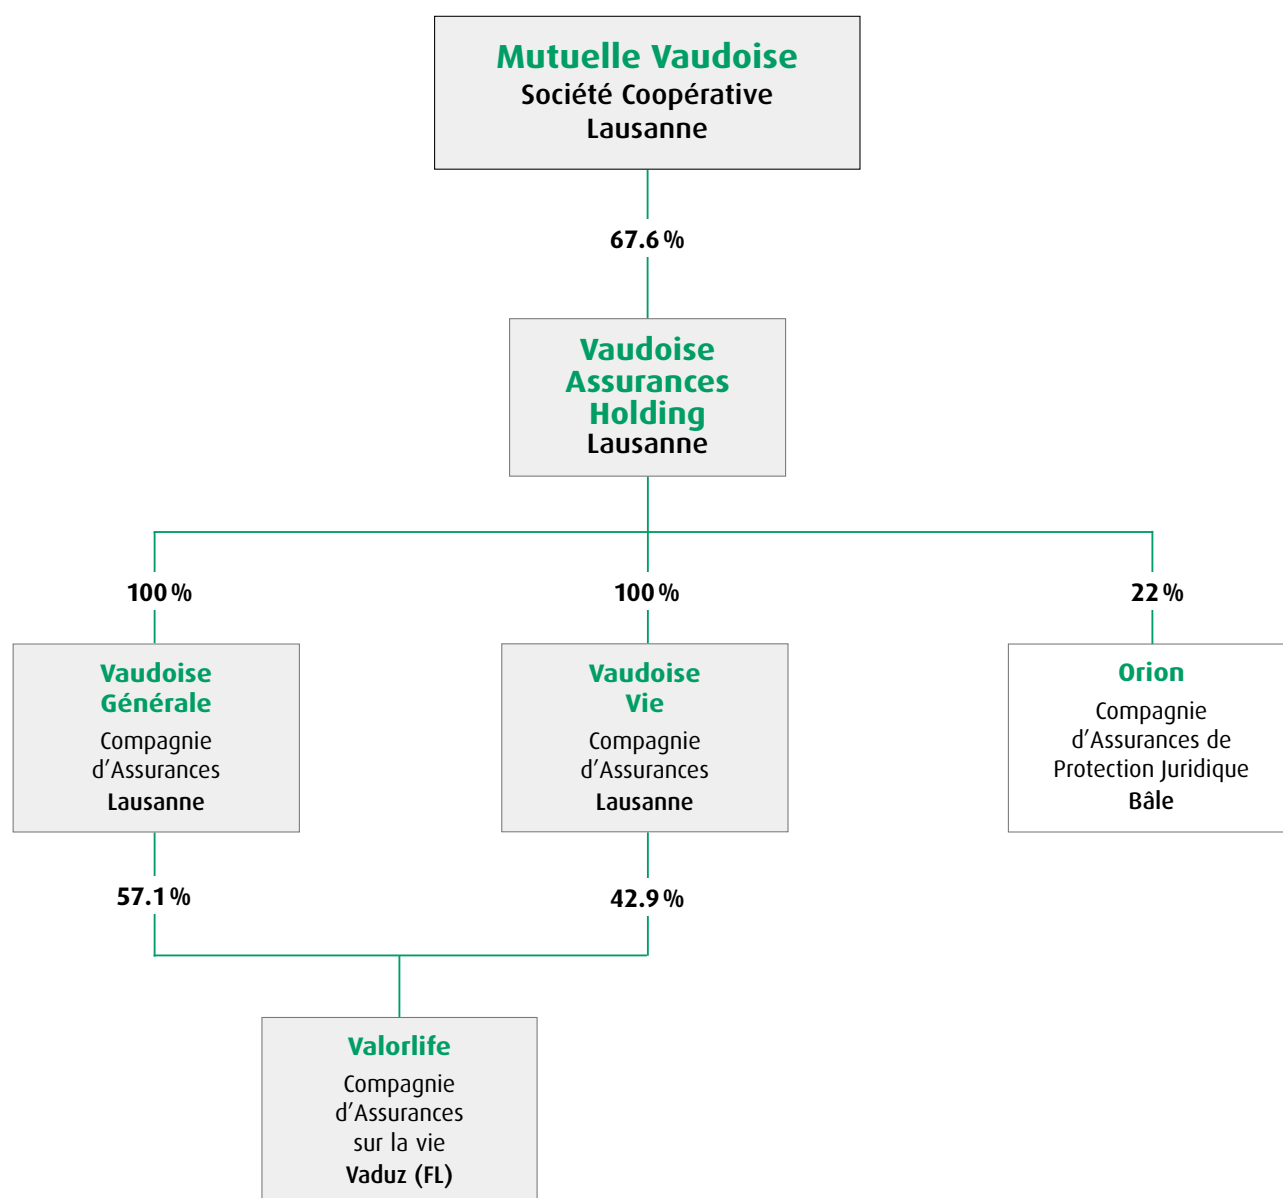 Mutuelle Vaudoise
Société Coopérative
Lausanne
67.6 %
Vaudoise
Assurances
Holding
Lausanne
100 %
100 %
22 %
Vaudoise
Générale
Compagnie
d'Assurances
Lausanne
Vaudoise
Vie
Compagnie
d'Assurances
Lausanne
Orion
Compagnie
d'Assurances de
Protection Juridique
Bâle
57.1 %
42.9 %
Valorlife
Compagnie
d'Assurances
sur la vie
Vaduz (FL)